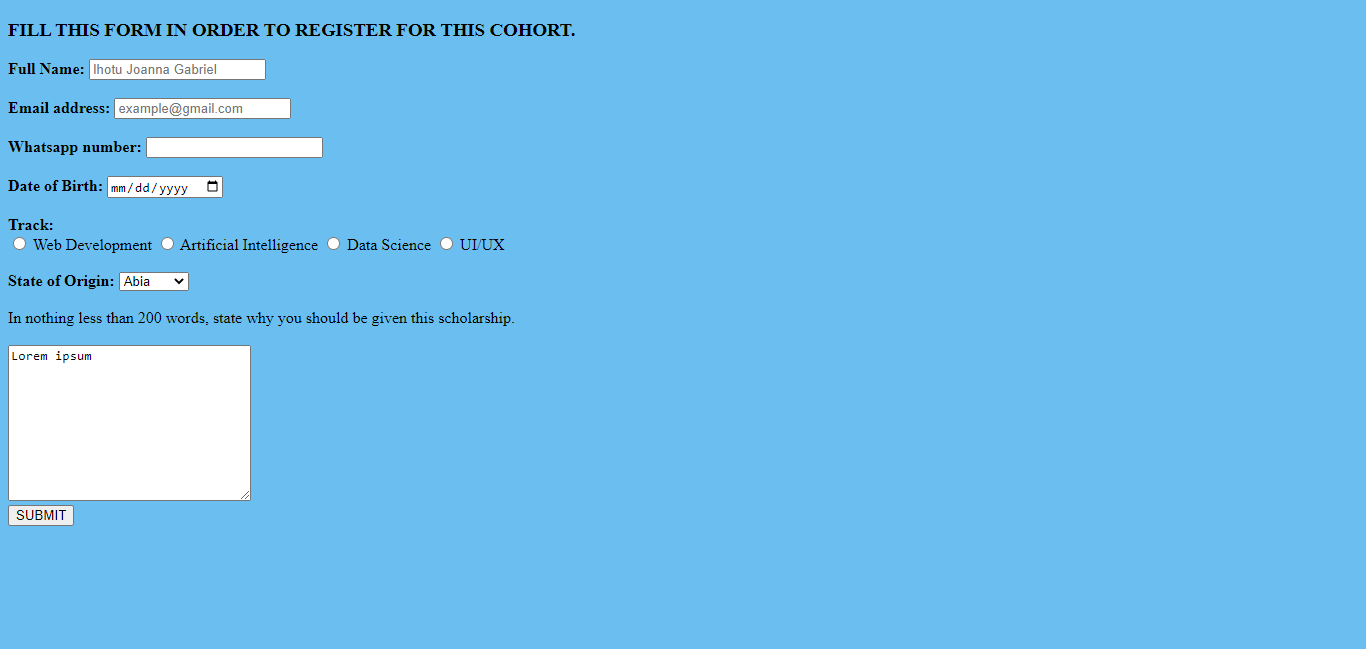 FILL THIS FORM IN ORDER TO REGISTER FOR THIS COHORT.
Full Name: Ihotu Joanna Gabriel
Email address: example@gmail.com
Whatsapp number:
Date of Birth: mm/dd/yyyy
Track:
Web Development Artificial Intelligence Data Science UI/UX
State of Origin: Abia
In nothing less than 200 words, state why you should be given this scholarship.
Lorem ipsum
SUBMIT